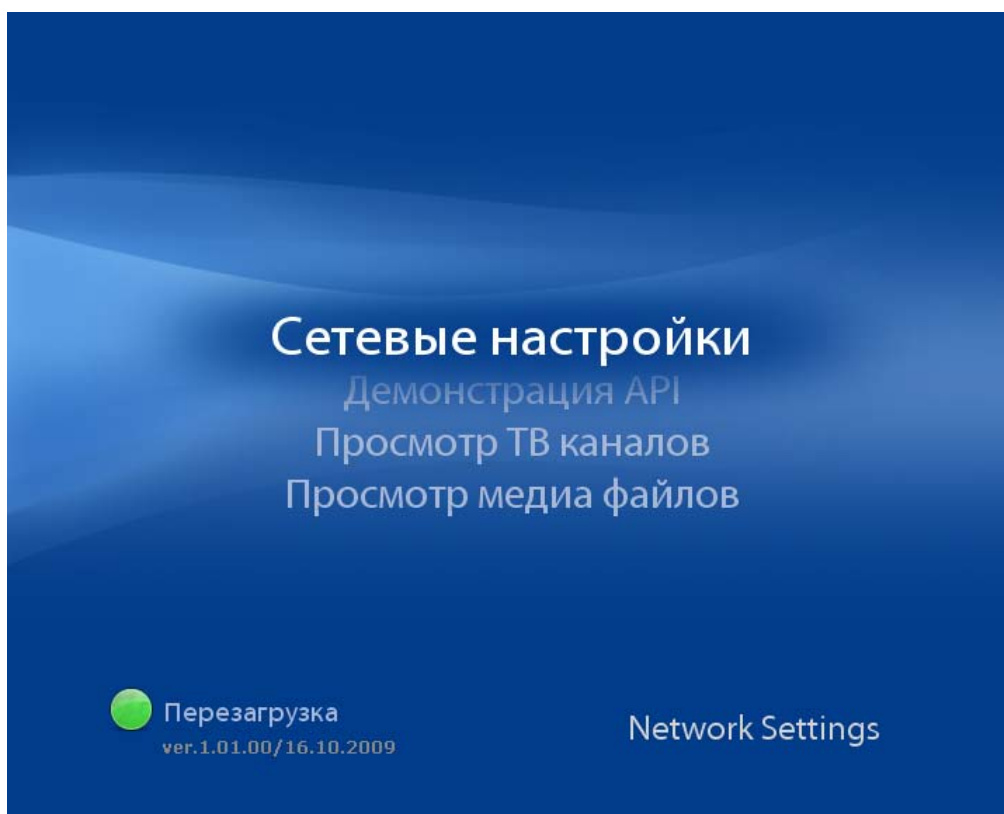 Сетевые настройки
Демонстрация API
Просмотр ТВ каналов
Просмотр медиа файлов
Перезагрузка
ver.1.01.00/16.10.2009
Network Settings